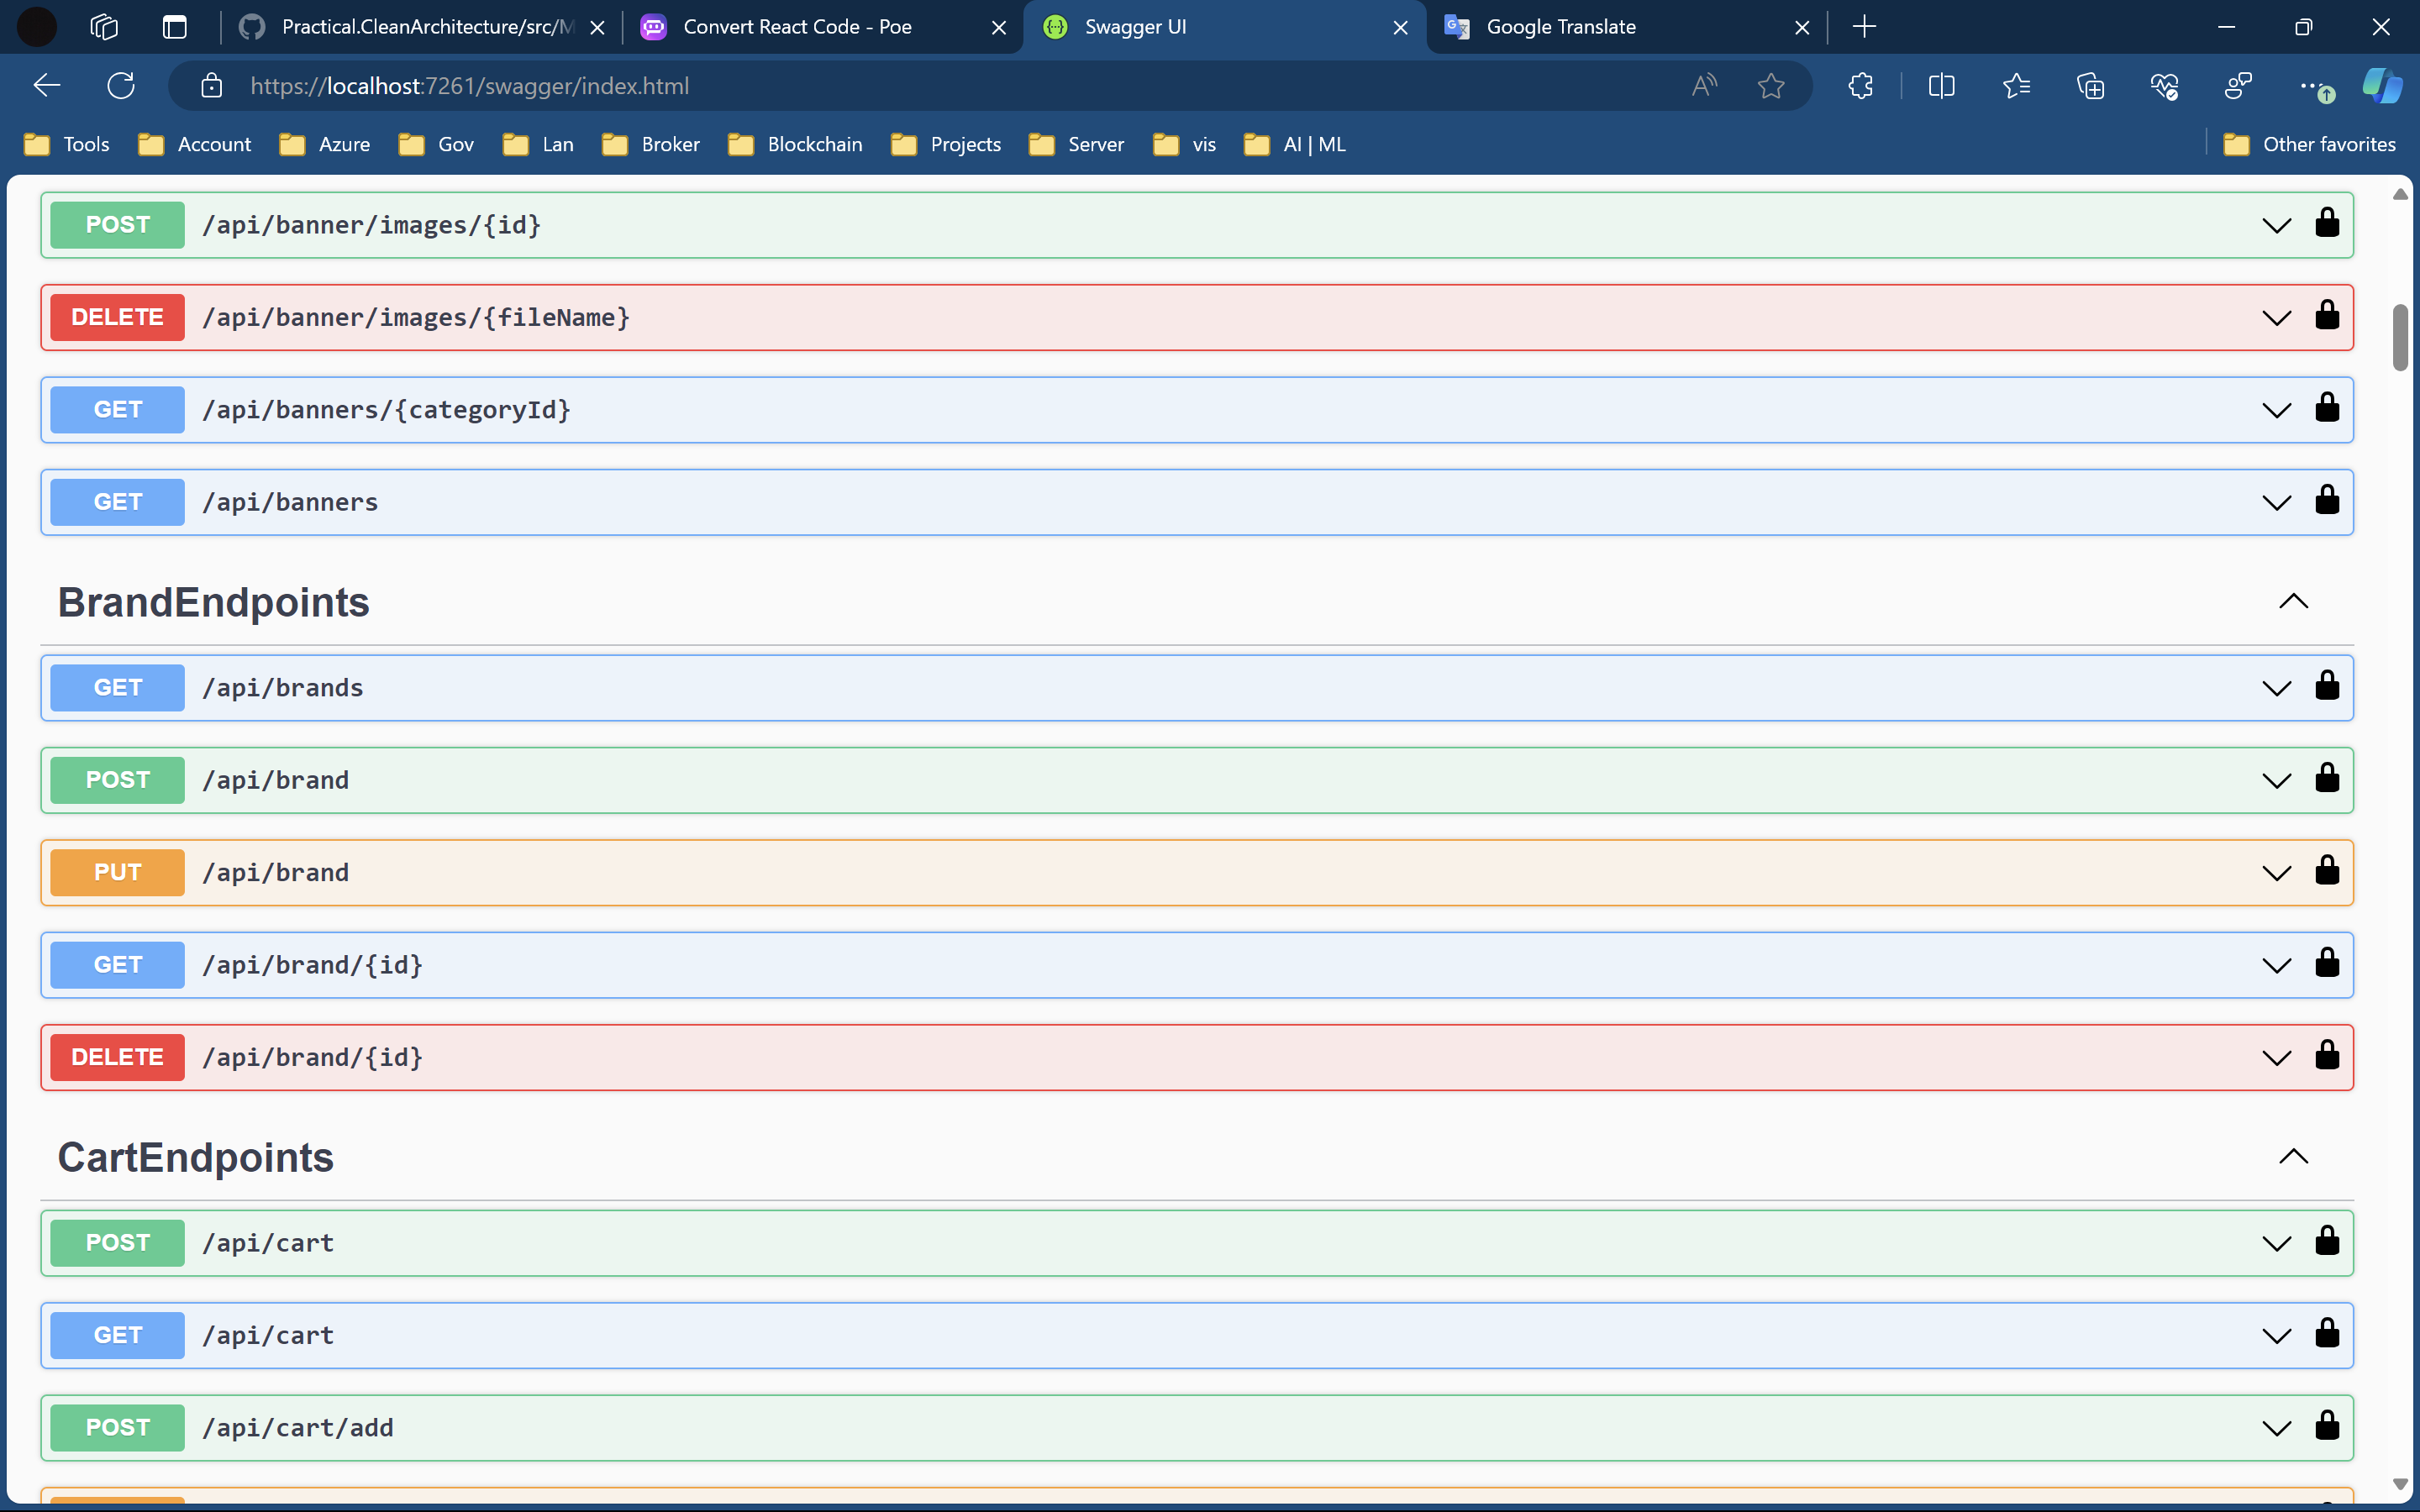 Practical.CleanArchitecture/src/M
Convert React Code - Poe
Swagger UI
Google Translate
https://localhost:7261/swagger/index.html
Tools
Account
Azure
Gov
Lan
Broker
Blockchain
Projects
Server
vis
AI | ML
Other favorites
POST /api/banner/images/{id}
DELETE /api/banner/images/{fileName}
GET /api/banners/{categoryId}
GET /api/banners
BrandEndpoints
GET /api/brands
POST /api/brand
PUT /api/brand
GET /api/brand/{id}
DELETE /api/brand/{id}
CartEndpoints
POST /api/cart
GET /api/cart
POST /api/cart/add